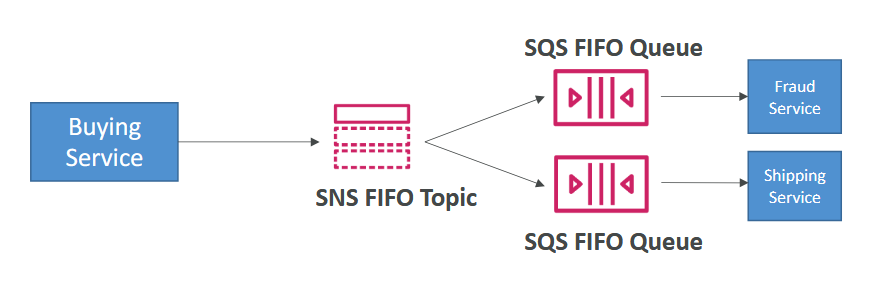 SQS FIFO Queue
Fraud
Service
Buying
Service
SNS FIFO Topic
Shipping
Service
SQS FIFO Queue